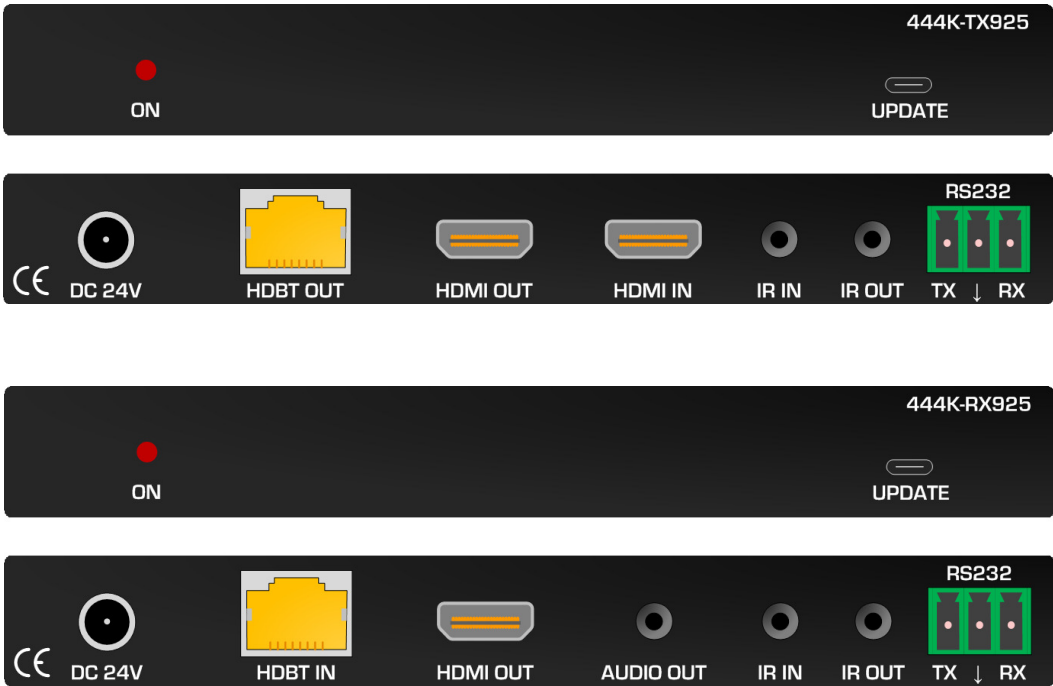 444K-TX925
ON
UPDATE
RS232
CE DC 24V HDBT OUT HDMI OUT HDMI IN IR IN IR OUT TX ↓ RX
444K-RX925
ON
UPDATE
RS232
CE DC 24V HDBT IN HDMI OUT AUDIO OUT IR IN IR OUT TX ↓ RX